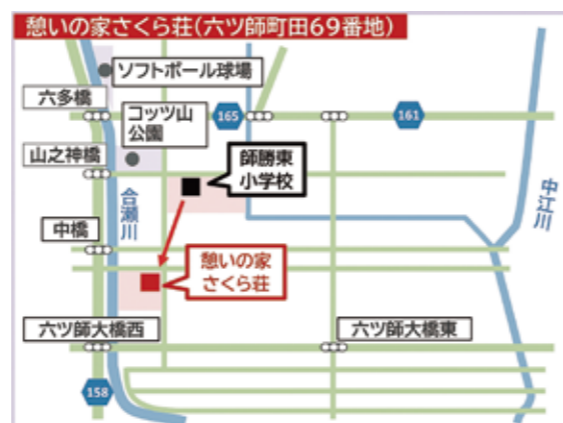 憩いの家さくら荘(六ツ師町田69番地)
ソフトボール球場
六多橋
コッツ山
公園
165
161
山之神橋
師勝東
小学校
合瀬川
中江川
中橋
憩いの家
さくら荘
六ツ師大橋西
六ツ師大橋東
158